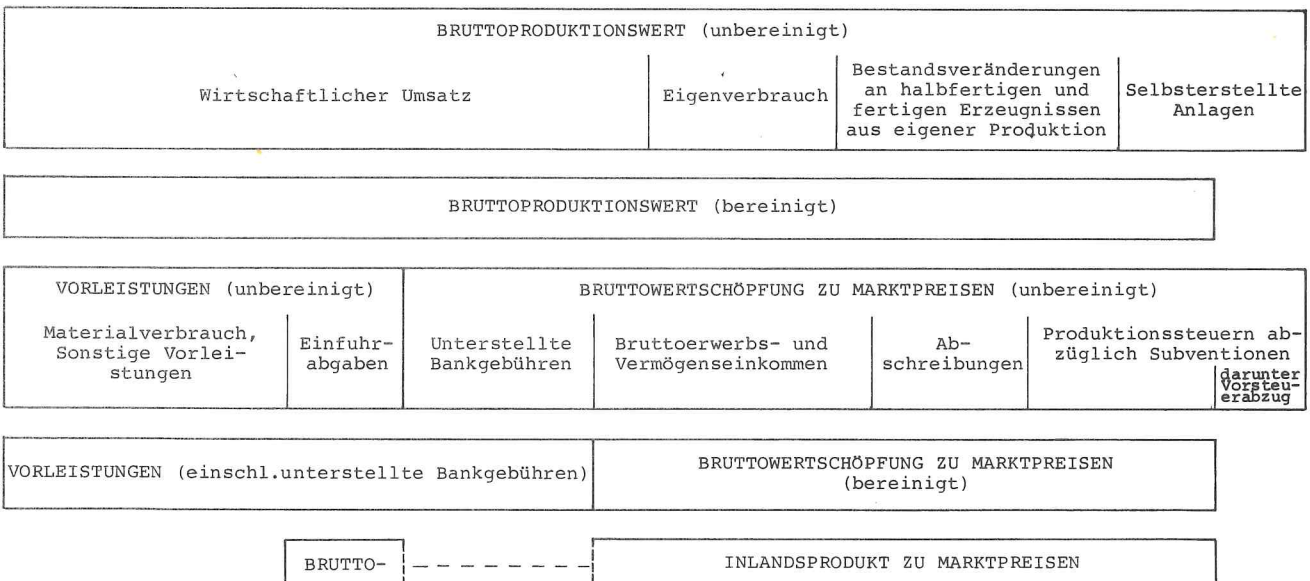 BRUTTOPRODUKTIONSWERT (unbereinigt)
Wirtschaftlicher Umsatz
Eigenverbrauch
Bestandsveränderungen
an halbfertigen und
fertigen Erzeugnissen
aus eigener Produktion
Selbsterstellte
Anlagen
BRUTTOPRODUKTIONSWERT (bereinigt)
VORLEISTUNGEN (unbereinigt)
Materialverbrauch,
Sonstige Vorlei-
stungen
Einfuhr-
abgaben
BRUTTOWERTSCHÖPFUNG ZU MARKTPREISEN (unbereinigt)
Unterstellte
Bankgebühren
Bruttoerwerbs- und
Vermögenseinkommen
Ab-
schreibungen
Produktionssteuern ab-
züglich Subventionen
darunter
Vorsteu-
erabzug
VORLEISTUNGEN (einschl.unterstellte Bankgebühren)
BRUTTOWERTSCHÖPFUNG ZU MARKTPREISEN
(bereinigt)
BRUTTO-
INLANDSPRODUKT ZU MARKTPREISEN